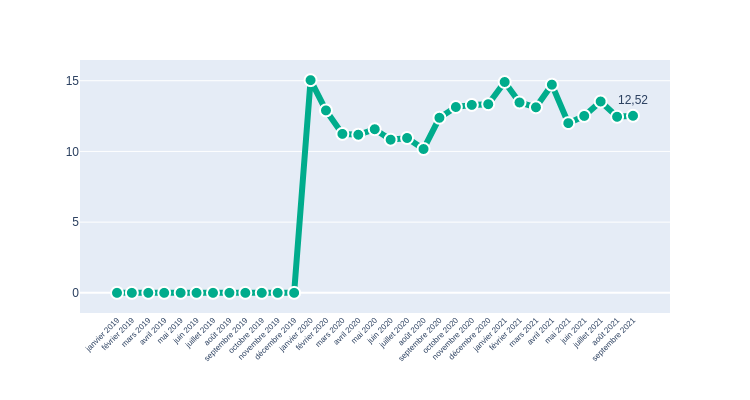 15
12,52
10
5
0
janvier 2019
février 2019
mars 2019
avril 2019
mai 2019
juin 2019
juillet 2019
août 2019
septembre 2019
octobre 2019
novembre 2019
décembre 2019
janvier 2020
février 2020
mars 2020
avril 2020
mai 2020
juin 2020
juillet 2020
août 2020
septembre 2020
octobre 2020
novembre 2020
décembre 2020
janvier 2021
février 2021
mars 2021
avril 2021
mai 2021
juin 2021
juillet 2021
août 2021
septembre 2021